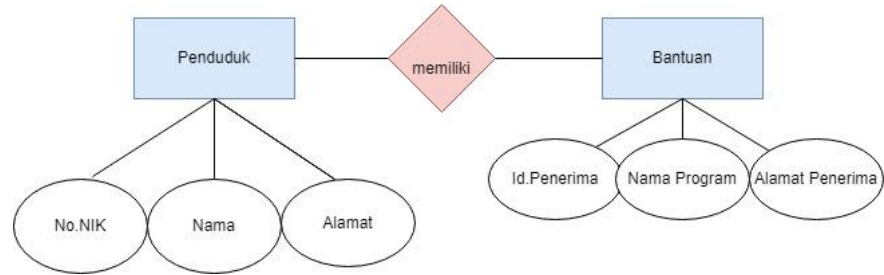 Penduduk
memiliki
Bantuan
No.NIK
Nama
Alamat
Id.Penerima
Nama Program
Alamat Penerima